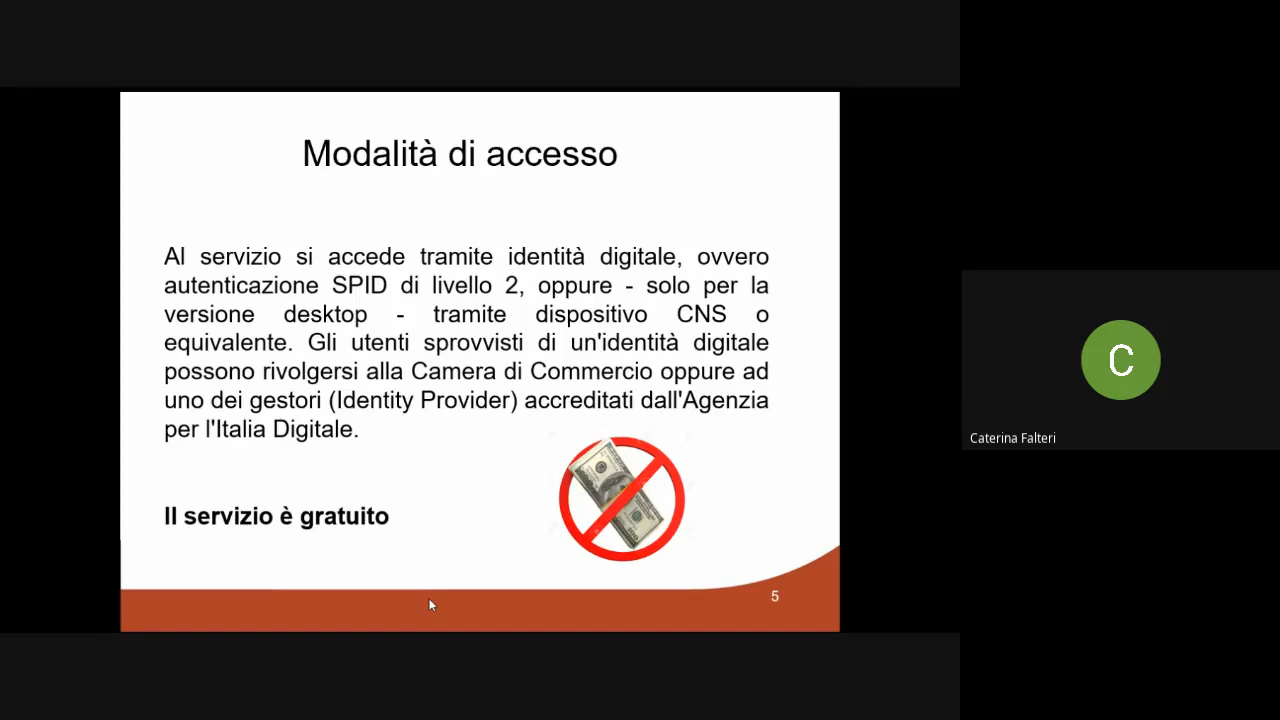 Modalità di accesso
Al servizio si accede tramite identità digitale, ovvero
autenticazione SPID di livello 2, oppure - solo per la
versione desktop - tramite dispositivo CNS o
equivalente. Gli utenti sprovvisti di un'identità digitale
possono rivolgersi alla Camera di Commercio oppure ad
uno dei gestori (Identity Provider) accreditati dall'Agenzia
per l'Italia Digitale.
Il servizio è gratuito
5
C
Caterina Falteri